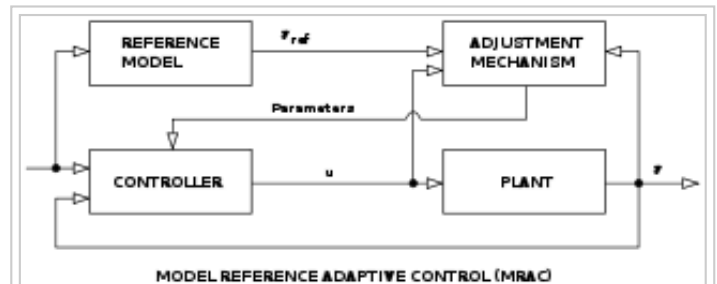 REFERENCE
MODEL
ADJUSTMENT
MECHANISM
Parameters
CONTROLLER
u
PLANT
MODEL REFERENCE ADAPTIVE CONTROL (MRAC)